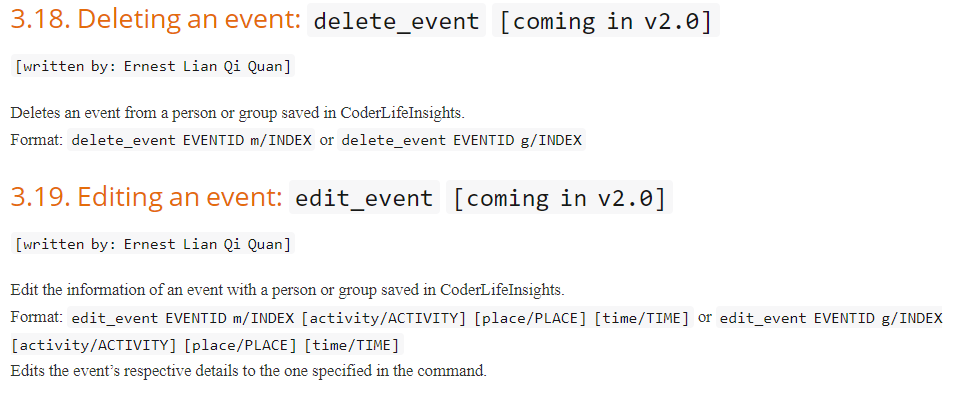 3.18. Deleting an event: delete_event [coming in v2.0]
[written by: Ernest Lian Qi Quan]
Deletes an event from a person or group saved in CoderLifeInsights.
Format: delete_event EVENTID m/INDEX or delete_event EVENTID g/INDEX
3.19. Editing an event: edit_event [coming in v2.0]
[written by: Ernest Lian Qi Quan]
Edit the information of an event with a person or group saved in CoderLifeInsights.
Format: edit_event EVENTID m/INDEX [activity/ACTIVITY] [place/PLACE] [time/TIME] or edit_event EVENTID g/INDEX
[activity/ACTIVITY] [place/PLACE] [time/TIME]
Edits the event’s respective details to the one specified in the command.